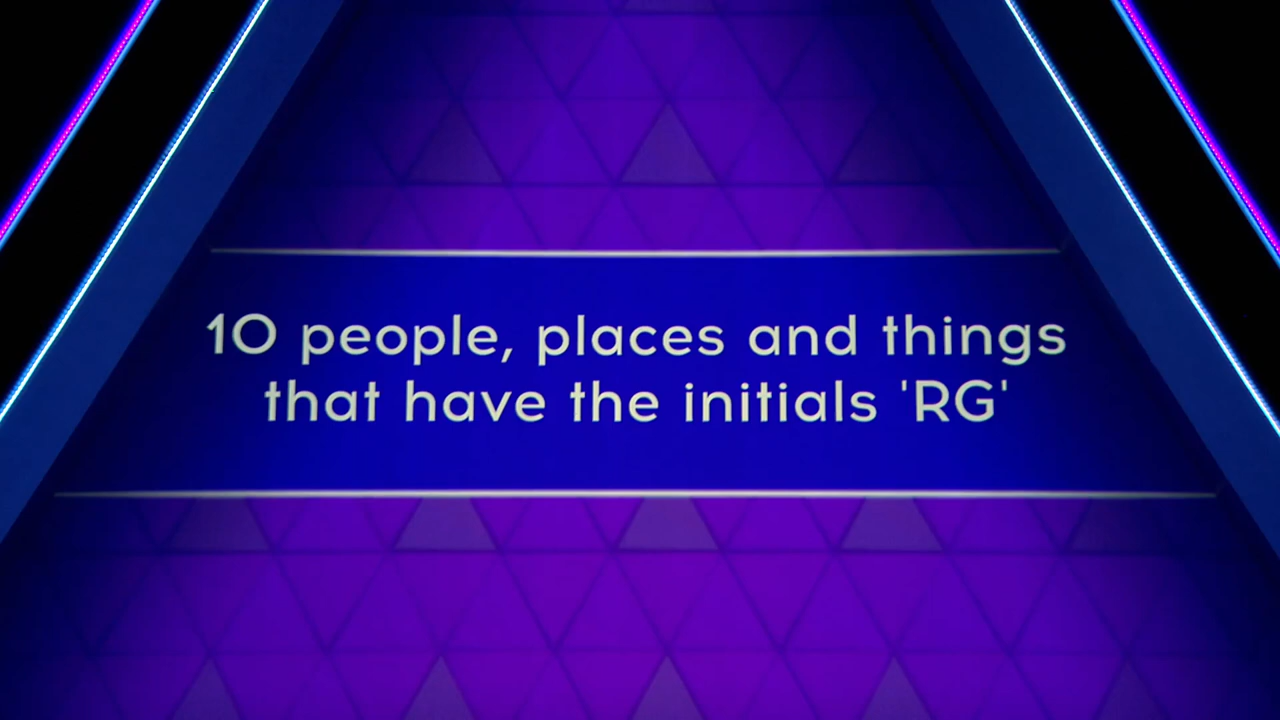 10 people, places and things
that have the initials 'RG'